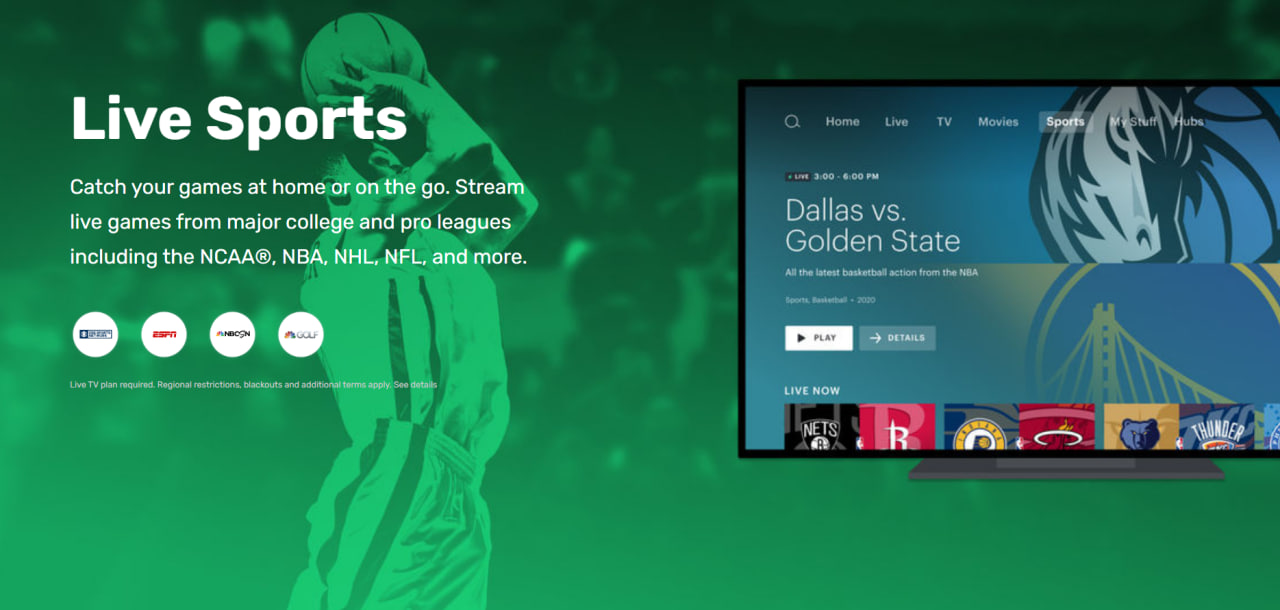 Live Sports
Catch your games at home or on the go. Stream
live games from major college and pro leagues
including the NCAA®, NBA, NHL, NFL, and more.
ESPN
NBCSN
GOLF
Live TV plan required. Regional restrictions, blackouts and additional terms apply. See details
Home Live TV Movies Sports My Stuff Hubs
LIVE 3:00 - 6:00 PM
Dallas vs.
Golden State
All the latest basketball action from the NBA
Sports, Basketball • 2020
PLAY DETAILS
LIVE NOW
NETS
B
R
THUNDER